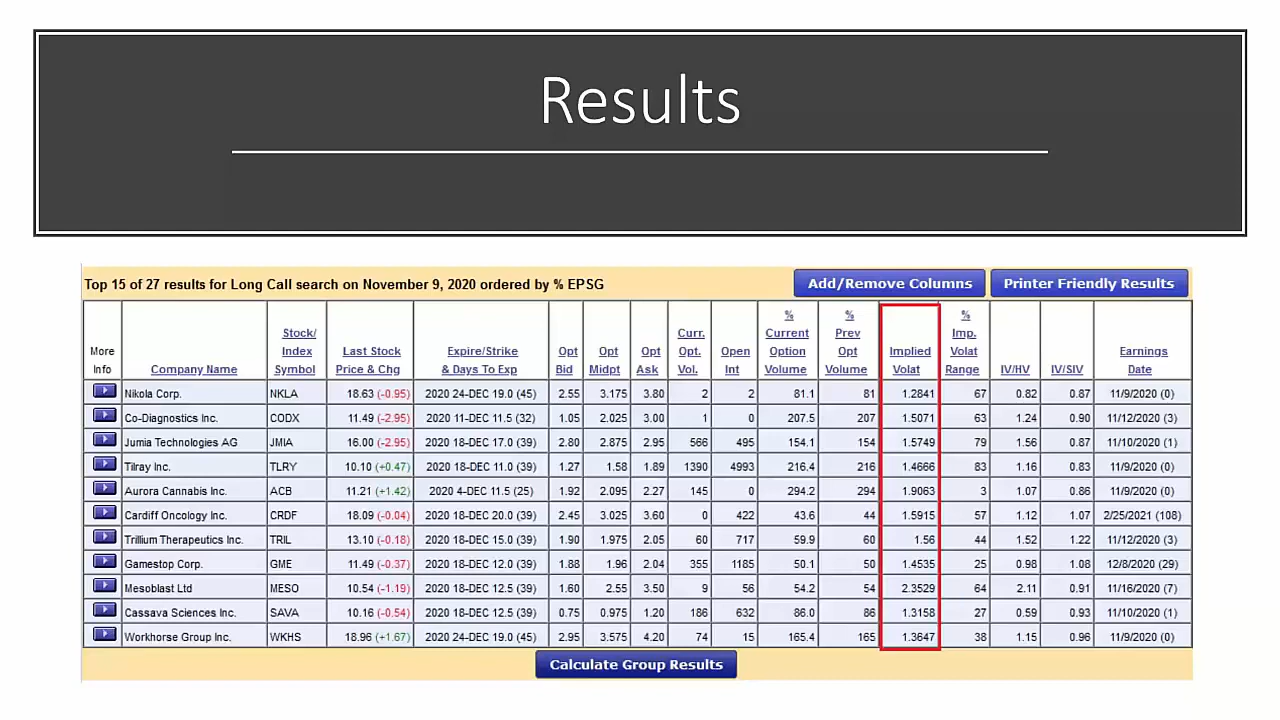 Results
Top 15 of 27 results for Long Call search on November 9, 2020 ordered by % EPSG Add/Remove Columns Printer Friendly Results
More Info Company Name Stock/ Index Symbol Last Stock Price & Chg Expire/Strike & Days To Exp Opt Bid Opt Midpt Opt Ask Curr. Opt. Vol. Open Int % Current Option Volume % Prev Opt Volume Implied Volat % Imp. Volat Range IV/HV IV/SIV Earnings Date
Nikola Corp. NKLA 18.63 (-0.95) 2020 24-DEC 19.0 (45) 2.55 3.175 3.80 2 2 81.1 81 1.2841 67 0.82 0.87 11/9/2020 (0)
Co-Diagnostics Inc. CODX 11.49 (-2.95) 2020 11-DEC 11.5 (32) 1.05 2.025 3.00 1 0 207.5 207 1.5071 63 1.24 0.90 11/12/2020 (3)
Jumia Technologies AG JMIA 16.00 (-2.95) 2020 18-DEC 17.0 (39) 2.80 2.875 2.95 566 495 154.1 154 1.5749 79 1.56 0.87 11/10/2020 (1)
Tilray Inc. TLRY 10.10 (+0.47) 2020 18-DEC 11.0 (39) 1.27 1.58 1.89 1390 4993 216.4 216 1.4666 83 1.16 0.83 11/9/2020 (0)
Aurora Cannabis Inc. ACB 11.21 (+1.42) 2020 4-DEC 11.5 (25) 1.92 2.095 2.27 145 0 294.2 294 1.9063 3 1.07 0.86 11/9/2020 (0)
Cardiff Oncology Inc. CRDF 18.09 (-0.04) 2020 18-DEC 20.0 (39) 2.45 3.025 3.60 0 422 43.6 44 1.5915 57 1.12 1.07 2/25/2021 (108)
Trillium Therapeutics Inc. TRIL 13.10 (-0.18) 2020 18-DEC 15.0 (39) 1.90 1.975 2.05 60 717 59.9 60 1.56 44 1.52 1.22 11/12/2020 (3)
Gamestop Corp. GME 11.49 (-0.37) 2020 18-DEC 12.0 (39) 1.88 1.96 2.04 355 1185 50.1 50 1.4535 25 0.98 1.08 12/8/2020 (29)
Mesoblast Ltd MESO 10.54 (-1.19) 2020 18-DEC 12.5 (39) 1.60 2.55 3.50 9 56 54.2 54 2.3529 64 2.11 0.91 11/16/2020 (7)
Cassava Sciences Inc. SAVA 10.16 (-0.54) 2020 18-DEC 12.5 (39) 0.75 0.975 1.20 186 632 86.0 86 1.3158 27 0.59 0.93 11/10/2020 (1)
Workhorse Group Inc. WKHS 18.96 (+1.67) 2020 24-DEC 19.0 (45) 2.95 3.575 4.20 74 15 165.4 165 1.3647 38 1.15 0.96 11/9/2020 (0)
Calculate Group Results